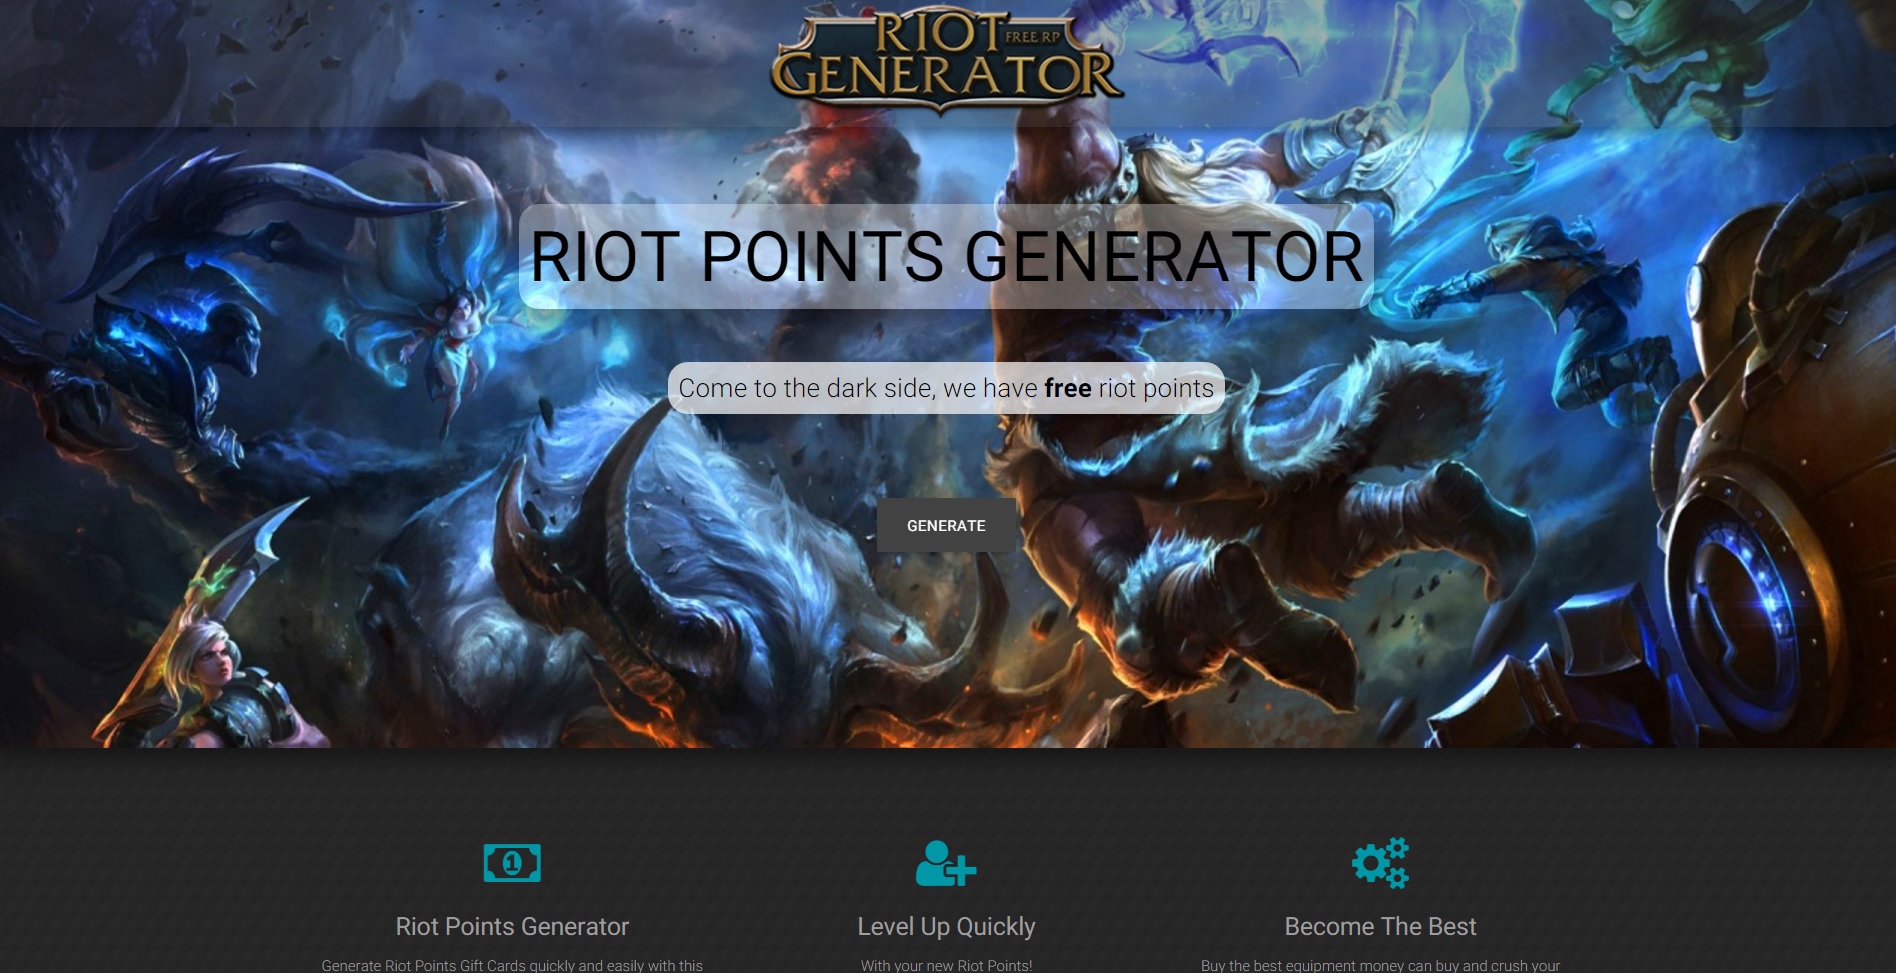 RIOT FREE RP
GENERATOR
RIOT POINTS GENERATOR
Come to the dark side, we have free riot points
GENERATE
Riot Points Generator
Level Up Quickly
Become The Best
Generate Riot Points Gift Cards quickly and easily with this
With your new Riot Points!
Buy the best equipment money can buy and crush your